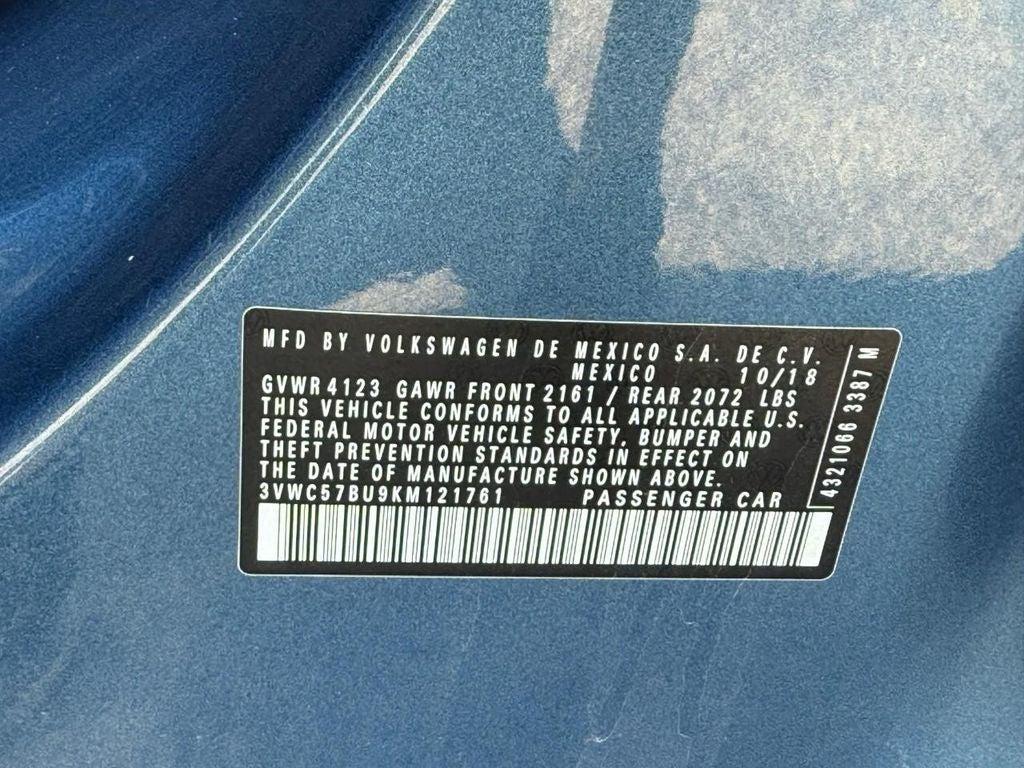 MFD BY VOLKSWAGEN DE MEXICO S.A. DE C.V.
MEXICO 10/18
GVWR 4123 GAWR FRONT 2161 / REAR 2072 LBS
THIS VEHICLE CONFORMS TO ALL APPLICABLE U.S.
FEDERAL MOTOR VEHICLE SAFETY, BUMPER AND
THEFT PREVENTION STANDARDS IN EFFECT ON
THE DATE OF MANUFACTURE SHOWN ABOVE.
3VWC57BU9KM121761 PASSENGER CAR
4321066 3387 M